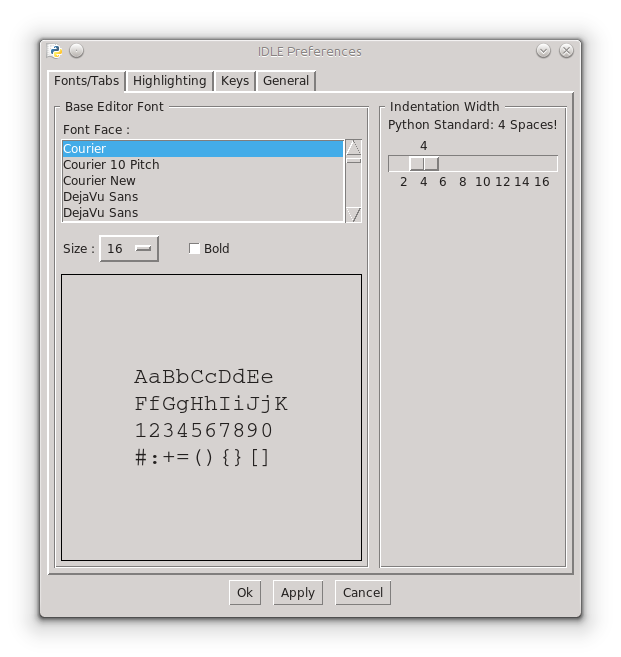 IDLE Preferences
Fonts/Tabs Highlighting Keys General
Base Editor Font
Font Face :
Courier
Courier 10 Pitch
Courier New
DejaVu Sans
DejaVu Sans
Size : 16 Bold
AaBbCcDdEe
FfGgHhIiJjK
1234567890
#:+=(){}[]
Indentation Width
Python Standard: 4 Spaces!
4
2 4 6 8 10 12 14 16
Ok Apply Cancel